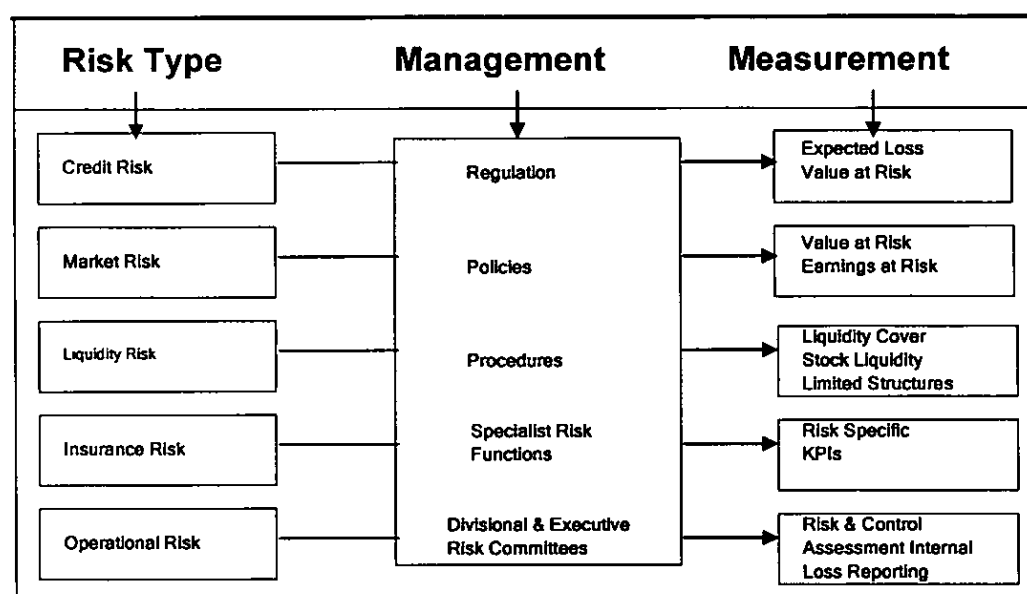 Risk Type
Management
Measurement
Credit Risk
Regulation
Expected Loss
Value at Risk
Market Risk
Policies
Value at Risk
Earnings at Risk
Liquidity Risk
Procedures
Liquidity Cover
Stock Liquidity
Limited Structures
Insurance Risk
Specialist Risk
Functions
Risk Specific
KPIs
Operational Risk
Divisional & Executive
Risk Committees
Risk & Control
Assessment Internal
Loss Reporting